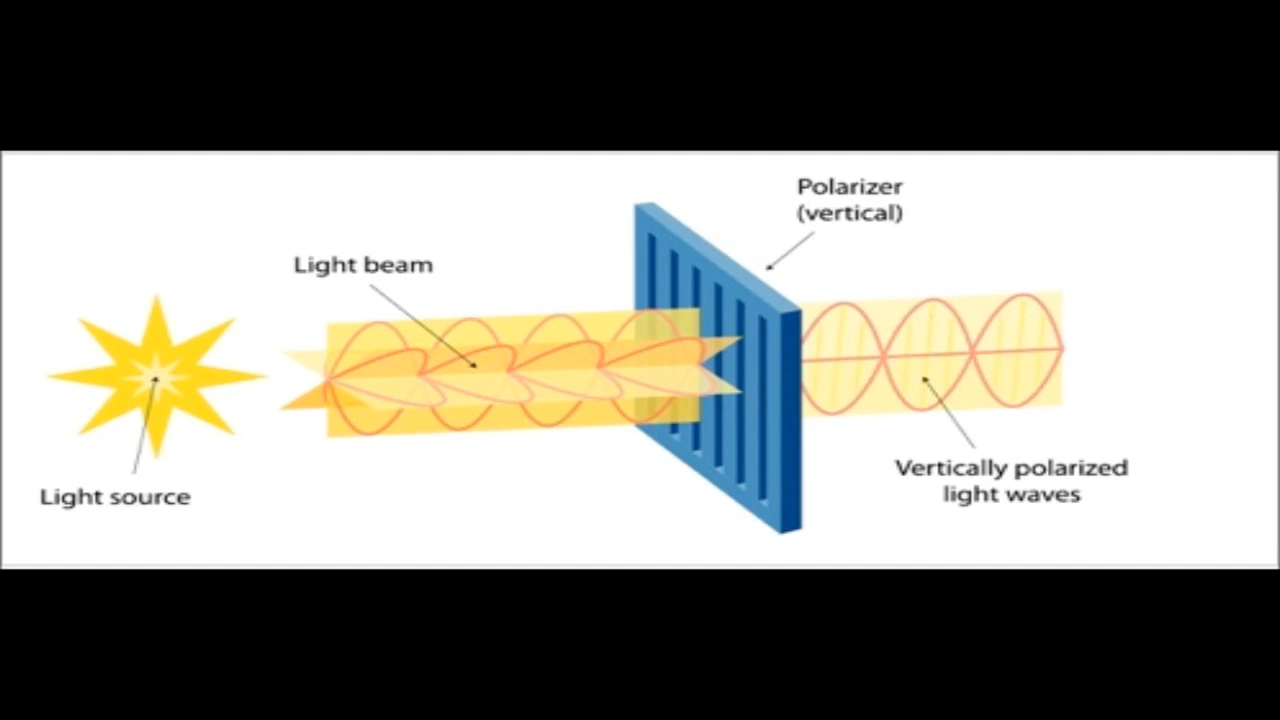 Polarizer
(vertical)
Light beam
Light source
Vertically polarized
light waves